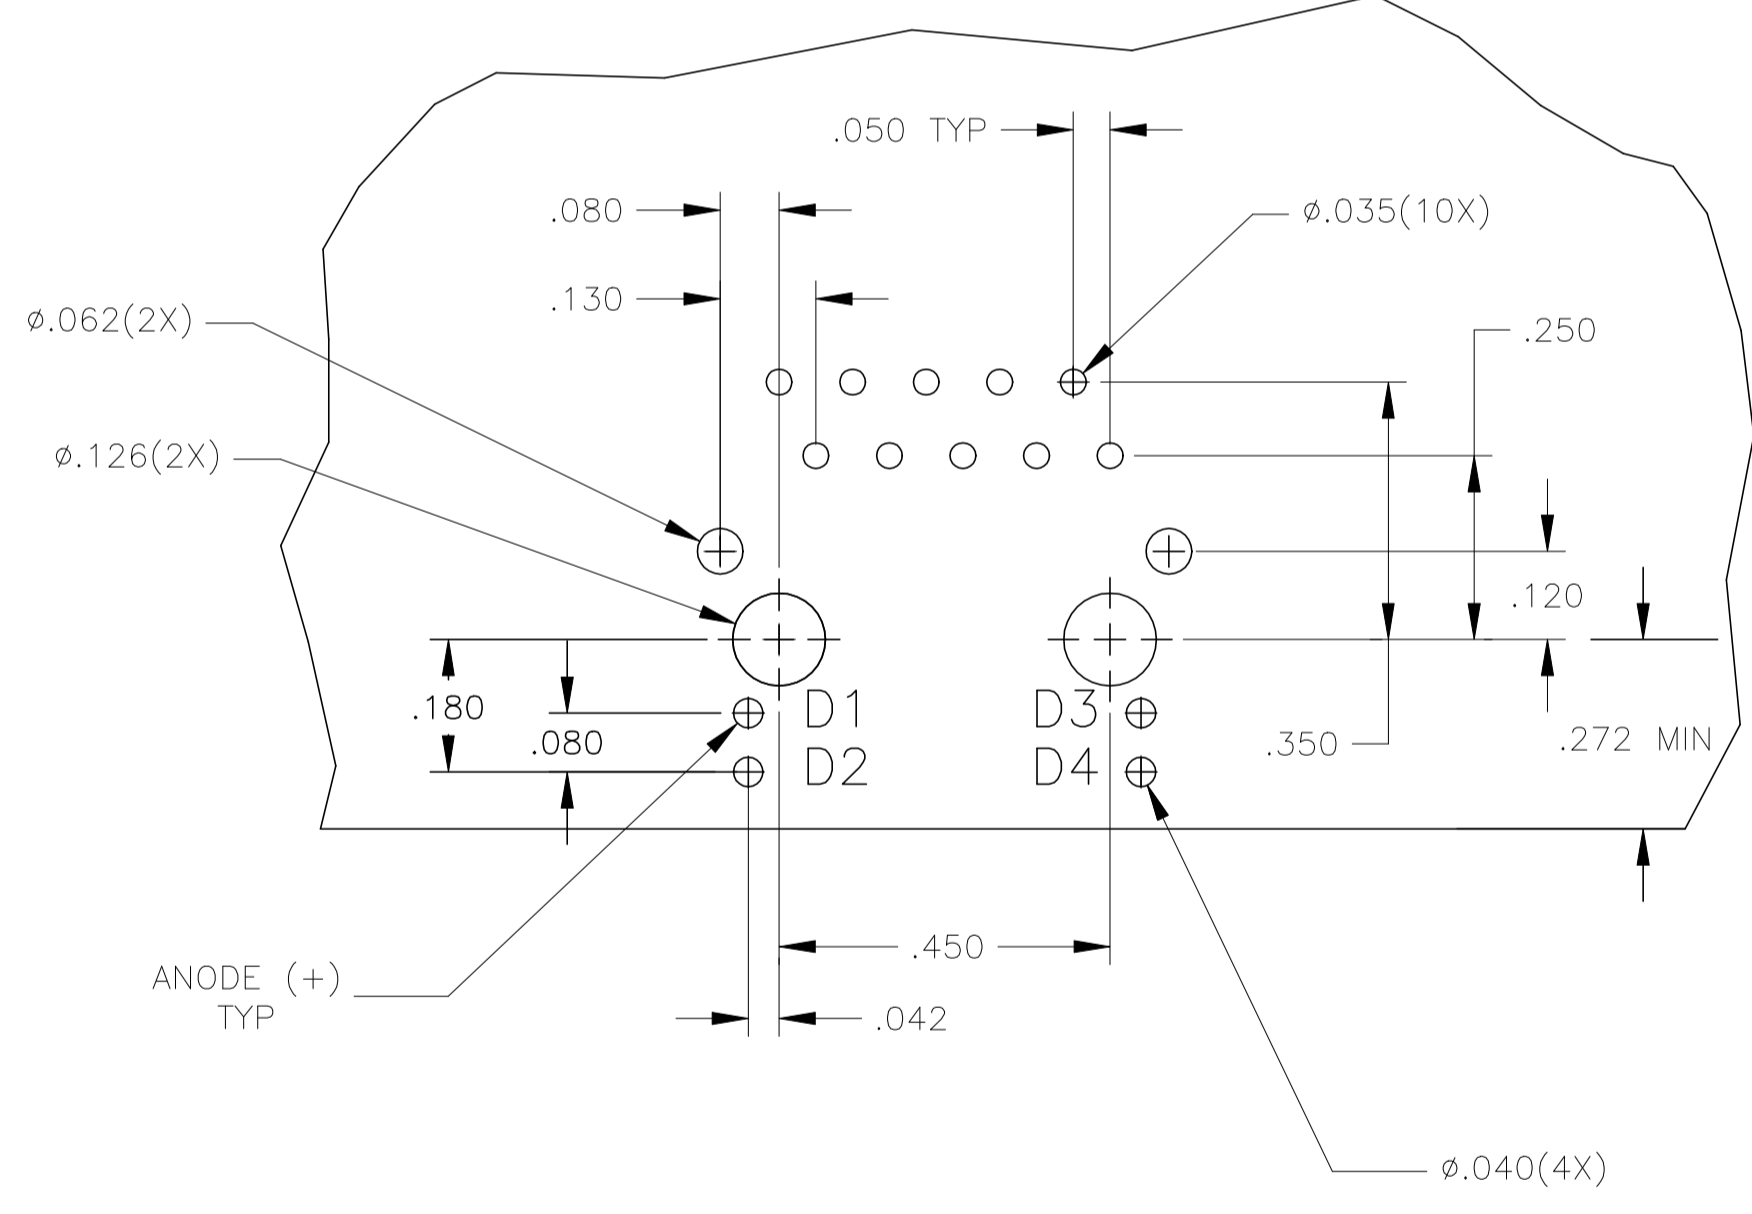 .050 TYP
.080
ø.035(10X)
.130
ø.062(2X)
.250
ø.126(2X)
.120
.180
D1
D3
.080
.350
.272 MIN
D2
D4
.450
ANODE (+)
TYP
.042
ø.040(4X)